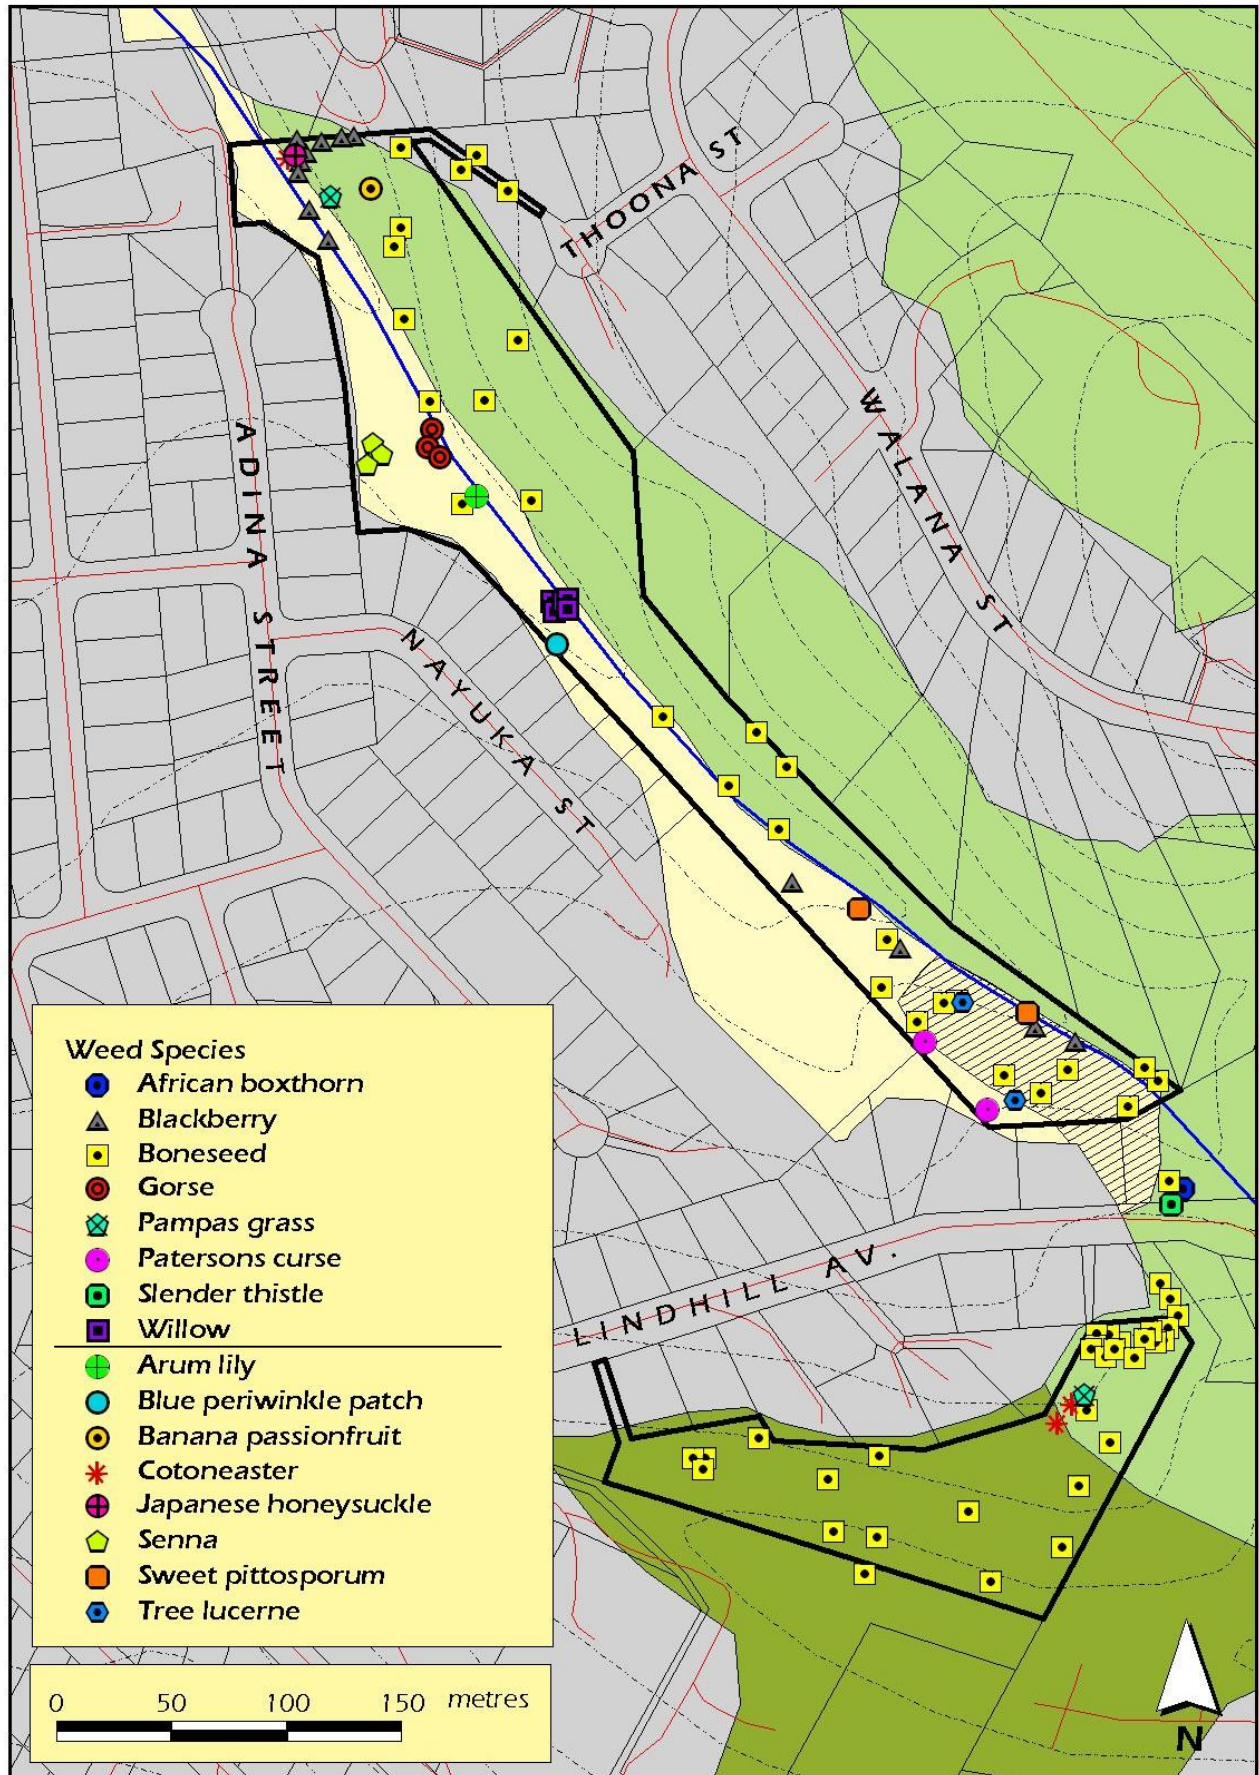 THOONA ST
WALANA ST
ADINA STREET
NAYUKA ST
LINDHILL AV.
Weed Species
African boxthorn
Blackberry
Boneseed
Gorse
Pampas grass
Patersons curse
Slender thistle
Willow
Arum lily
Blue periwinkle patch
Banana passionfruit
Cotoneaster
Japanese honeysuckle
Senna
Sweet pittosporum
Tree lucerne
0 50 100 150 metres
N